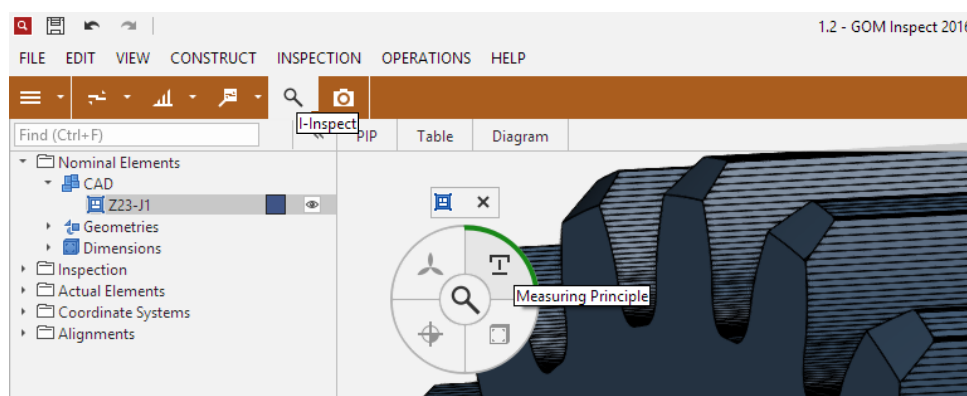 1.2 - GOM Inspect 2016
FILE EDIT VIEW CONSTRUCT INSPECTION OPERATIONS HELP
I-Inspect
Find (Ctrl+F)
PIP Table Diagram
Nominal Elements
CAD
Z23-J1
Geometries
Dimensions
Inspection
Actual Elements
Coordinate Systems
Alignments
Measuring Principle